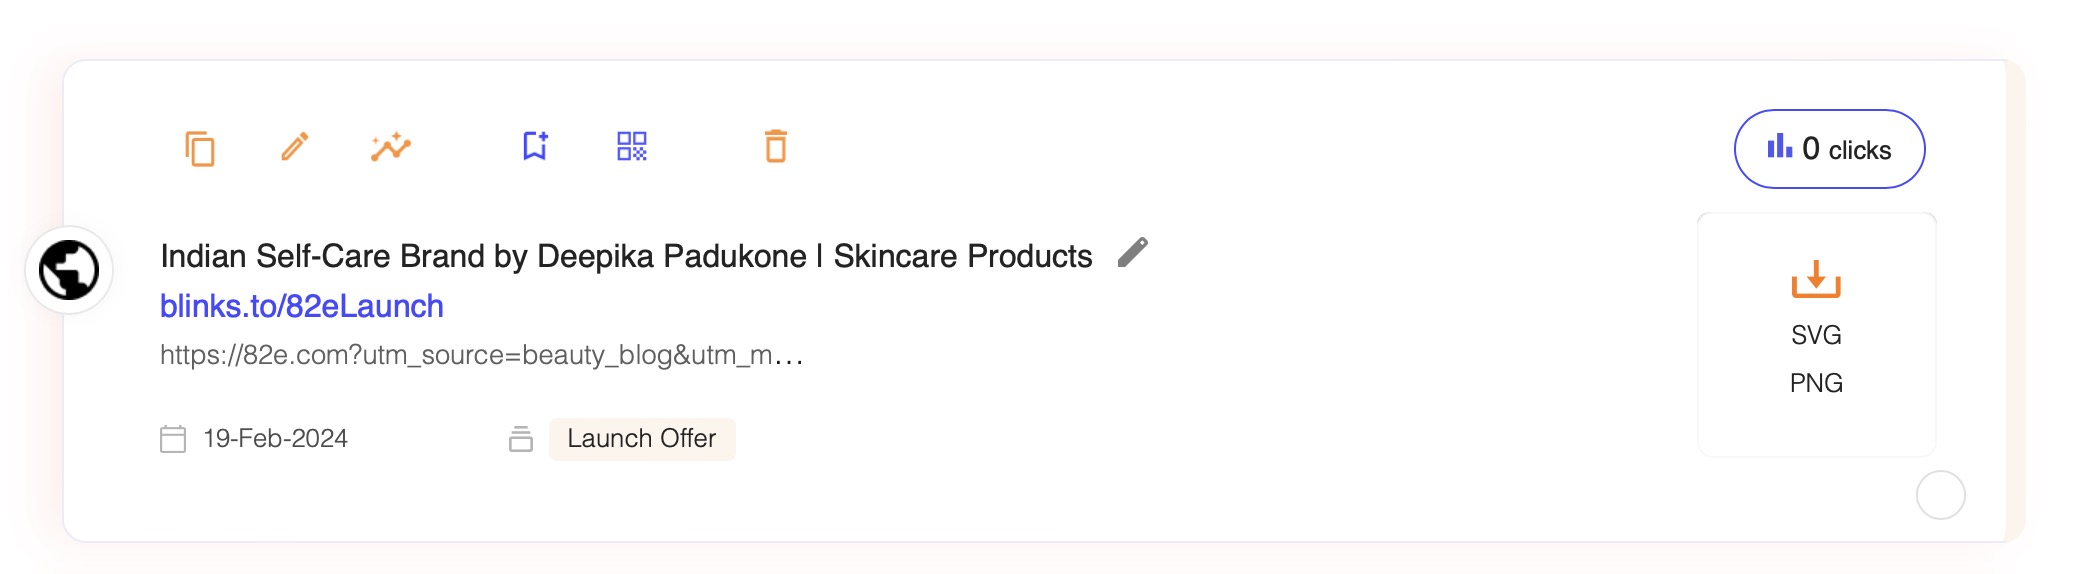 0 clicks
Indian Self-Care Brand by Deepika Padukone | Skincare Products
blinks.to/82eLaunch
https://82e.com?utm_source=beauty_blog&utm_m...
SVG
PNG
19-Feb-2024
Launch Offer